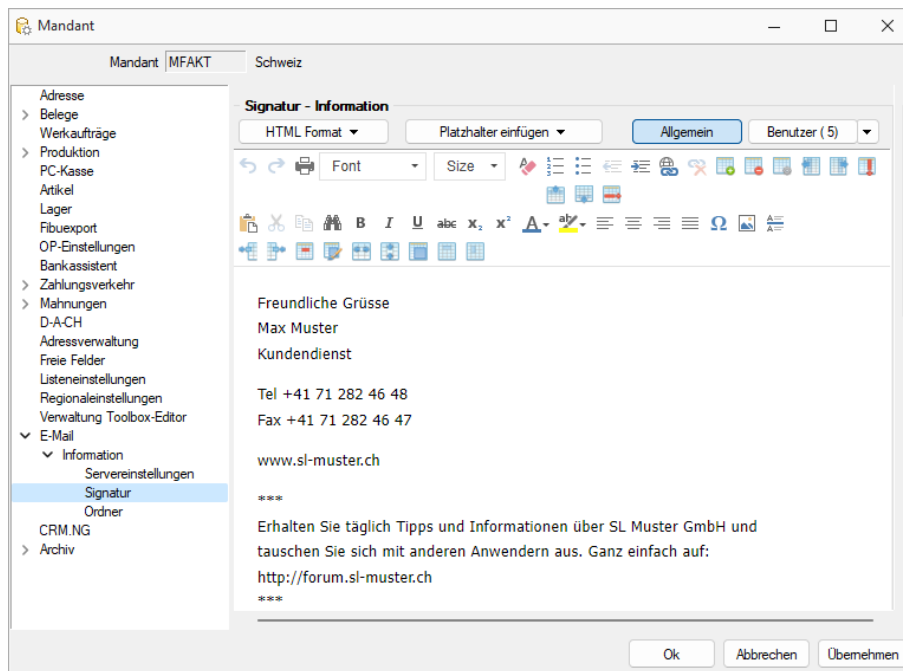 Mandant
Mandant MFAKT Schweiz
Adresse
Belege
Werkaufträge
Produktion
PC-Kasse
Artikel
Lager
Fibuexport
OP-Einstellungen
Bankassistent
Zahlungsverkehr
Mahnungen
D-A-CH
Adressverwaltung
Freie Felder
Listeneinstellungen
Regionaleinstellungen
Verwaltung Toolbox-Editor
E-Mail
Information
Servereinstellungen
Signatur
Ordner
CRM.NG
Archiv
Signatur - Information
HTML Format Platzhalter einfügen Allgemein Benutzer ( 5)
Font Size
B I U abc x₂ x² A ab Ω
Freundliche Grüsse
Max Muster
Kundendienst
Tel +41 71 282 46 48
Fax +41 71 282 46 47
www.sl-muster.ch
***
Erhalten Sie täglich Tipps und Informationen über SL Muster GmbH und
tauschen Sie sich mit anderen Anwendern aus. Ganz einfach auf:
http://forum.sl-muster.ch
***
Ok Abbrechen Übernehmen